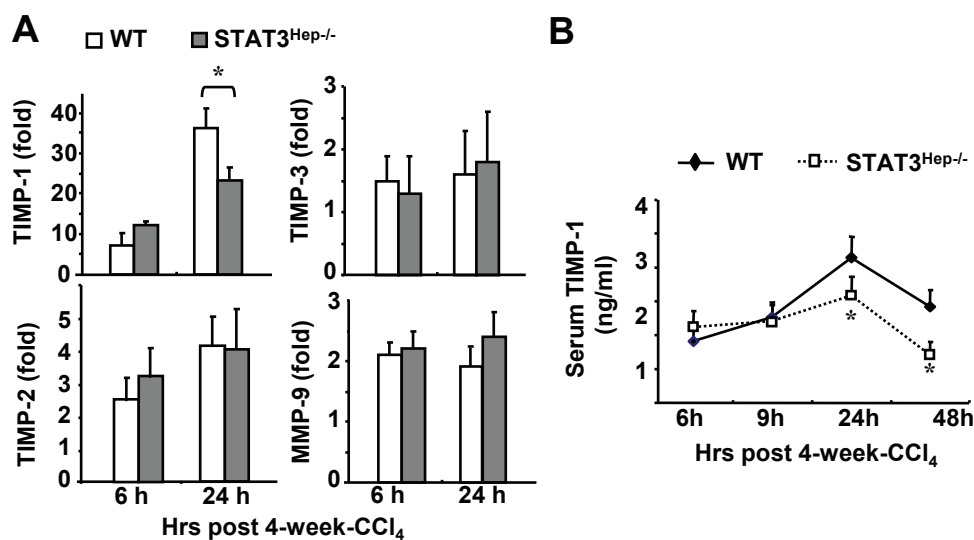 A
WT STAT3Hep-/-
TIMP-1 (fold)
40
30
20
10
0
*
TIMP-3 (fold)
3
2
1
0
TIMP-2 (fold)
5
4
3
2
1
0
6 h 24 h
MMP-9 (fold)
3
2
1
0
6 h 24 h
Hrs post 4-week-CCl4
B
WT STAT3Hep-/-
Serum TIMP-1
(ng/ml)
4
3
2
1
*
*
6h 9h 24h 48h
Hrs post 4-week-CCl4